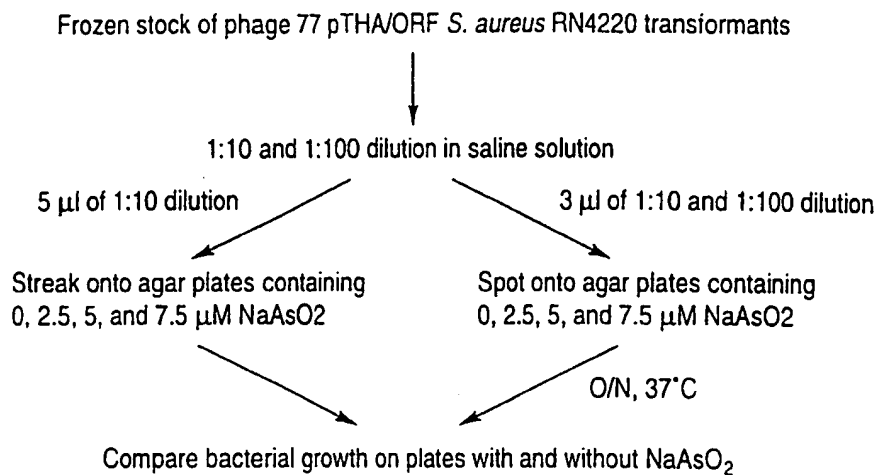 Frozen stock of phage 77 pTHA/ORF S. aureus RN4220 transformants
1:10 and 1:100 dilution in saline solution
5 µl of 1:10 dilution
3 µl of 1:10 and 1:100 dilution
Streak onto agar plates containing
0, 2.5, 5, and 7.5 µM NaAsO2
Spot onto agar plates containing
0, 2.5, 5, and 7.5 µM NaAsO2
O/N, 37°C
Compare bacterial growth on plates with and without NaAsO₂